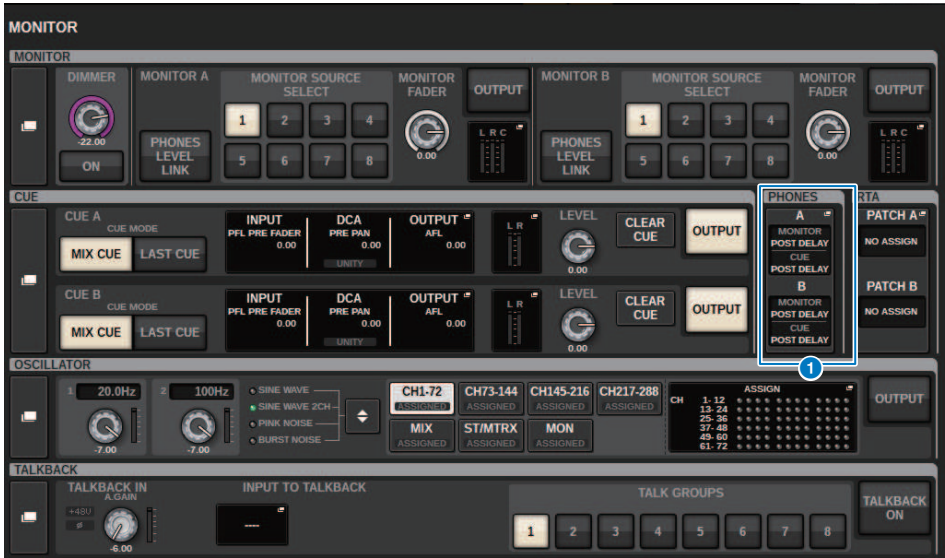 MONITOR
MONITOR
DIMMER
-22.00
ON
MONITOR A
PHONES
LEVEL
LINK
MONITOR SOURCE
SELECT
1 2 3 4
5 6 7 8
MONITOR
FADER
0.00
OUTPUT
L R C
MONITOR B
PHONES
LEVEL
LINK
MONITOR SOURCE
SELECT
1 2 3 4
5 6 7 8
MONITOR
FADER
0.00
OUTPUT
L R C
CUE
CUE A
CUE MODE
MIX CUE LAST CUE
INPUT
PFL PRE FADER
0.00
DCA
PRE PAN
0.00
UNITY
OUTPUT
AFL
0.00
L R
LEVEL
0.00
CLEAR
CUE
OUTPUT
CUE B
CUE MODE
MIX CUE LAST CUE
INPUT
PFL PRE FADER
0.00
DCA
PRE PAN
0.00
UNITY
OUTPUT
AFL
0.00
L R
LEVEL
0.00
CLEAR
CUE
OUTPUT
PHONES
A
MONITOR
POST DELAY
CUE
POST DELAY
B
MONITOR
POST DELAY
CUE
POST DELAY
1
RTA
PATCH A
NO ASSIGN
PATCH B
NO ASSIGN
OSCILLATOR
1 20.0Hz
-7.00
2 100Hz
-7.00
SINE WAVE
SINE WAVE 2CH
PINK NOISE
BURST NOISE
CH1-72
ASSIGNED
CH73-144
ASSIGNED
CH145-216
ASSIGNED
CH217-288
ASSIGNED
MIX
ASSIGNED
ST/MTRX
ASSIGNED
MON
ASSIGNED
ASSIGN
CH 1- 12
13- 24
25- 36
37- 48
49- 60
61- 72
OUTPUT
TALKBACK
TALKBACK IN
A.GAIN
+48V
ø
-6.00
INPUT TO TALKBACK
----
TALK GROUPS
1 2 3 4 5 6 7 8
TALKBACK
ON